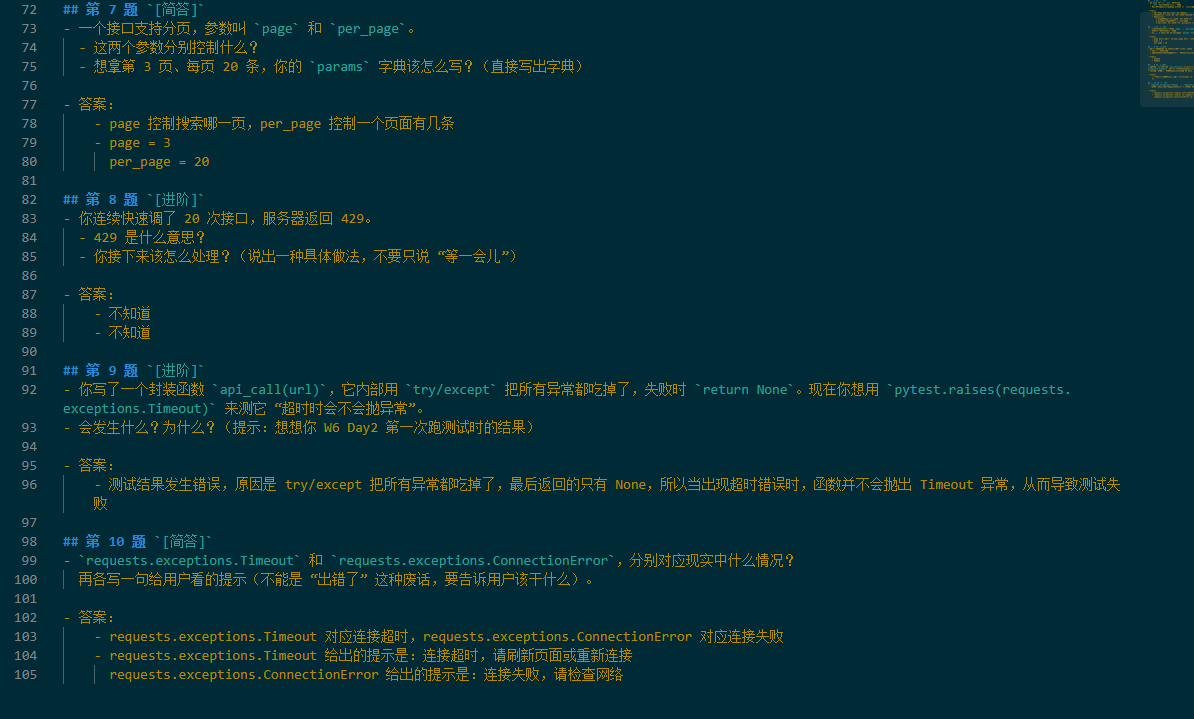 72 ## 第 7 题 `[简答]`
73 - 一个接口支持分页，参数叫 `page` 和 `per_page`。
74 - 这两个参数分别控制什么？
75 - 想拿第 3 页、每页 20 条，你的 `params` 字典该怎么写？（直接写出字典）
76
77 - 答案：
78 - page 控制搜索哪一页，per_page 控制一个页面有几条
79 - page = 3
80 per_page = 20
81
82 ## 第 8 题 `[进阶]`
83 - 你连续快速调了 20 次接口，服务器返回 429。
84 - 429 是什么意思？
85 - 你接下来该怎么处理？（说出一种具体做法，不要只说 “等一会儿”）
86
87 - 答案：
88 - 不知道
89 - 不知道
90
91 ## 第 9 题 `[进阶]`
92 - 你写了一个封装函数 `api_call(url)`，它内部用 `try/except` 把所有异常都吃掉了，失败时 `return None`。现在你想用 `pytest.raises(requests.
exceptions.Timeout)` 来测它 “超时时会不会抛异常”。
93 - 会发生什么？为什么？（提示：想想你 W6 Day2 第一次跑测试时的结果）
94
95 - 答案：
96 - 测试结果发生错误，原因是 try/except 把所有异常都吃掉了，最后返回的只有 None，所以当出现超时错误时，函数并不会抛出 Timeout 异常，从而导致测试失
败
97
98 ## 第 10 题 `[简答]`
99 - `requests.exceptions.Timeout` 和 `requests.exceptions.ConnectionError`，分别对应现实中什么情况？
100 再各写一句给用户看的提示（不能是 “出错了” 这种废话，要告诉用户该干什么）。
101
102 - 答案：
103 - requests.exceptions.Timeout 对应连接超时，requests.exceptions.ConnectionError 对应连接失败
104 - requests.exceptions.Timeout 给出的提示是：连接超时，请刷新页面或重新连接
105 requests.exceptions.ConnectionError 给出的提示是：连接失败，请检查网络